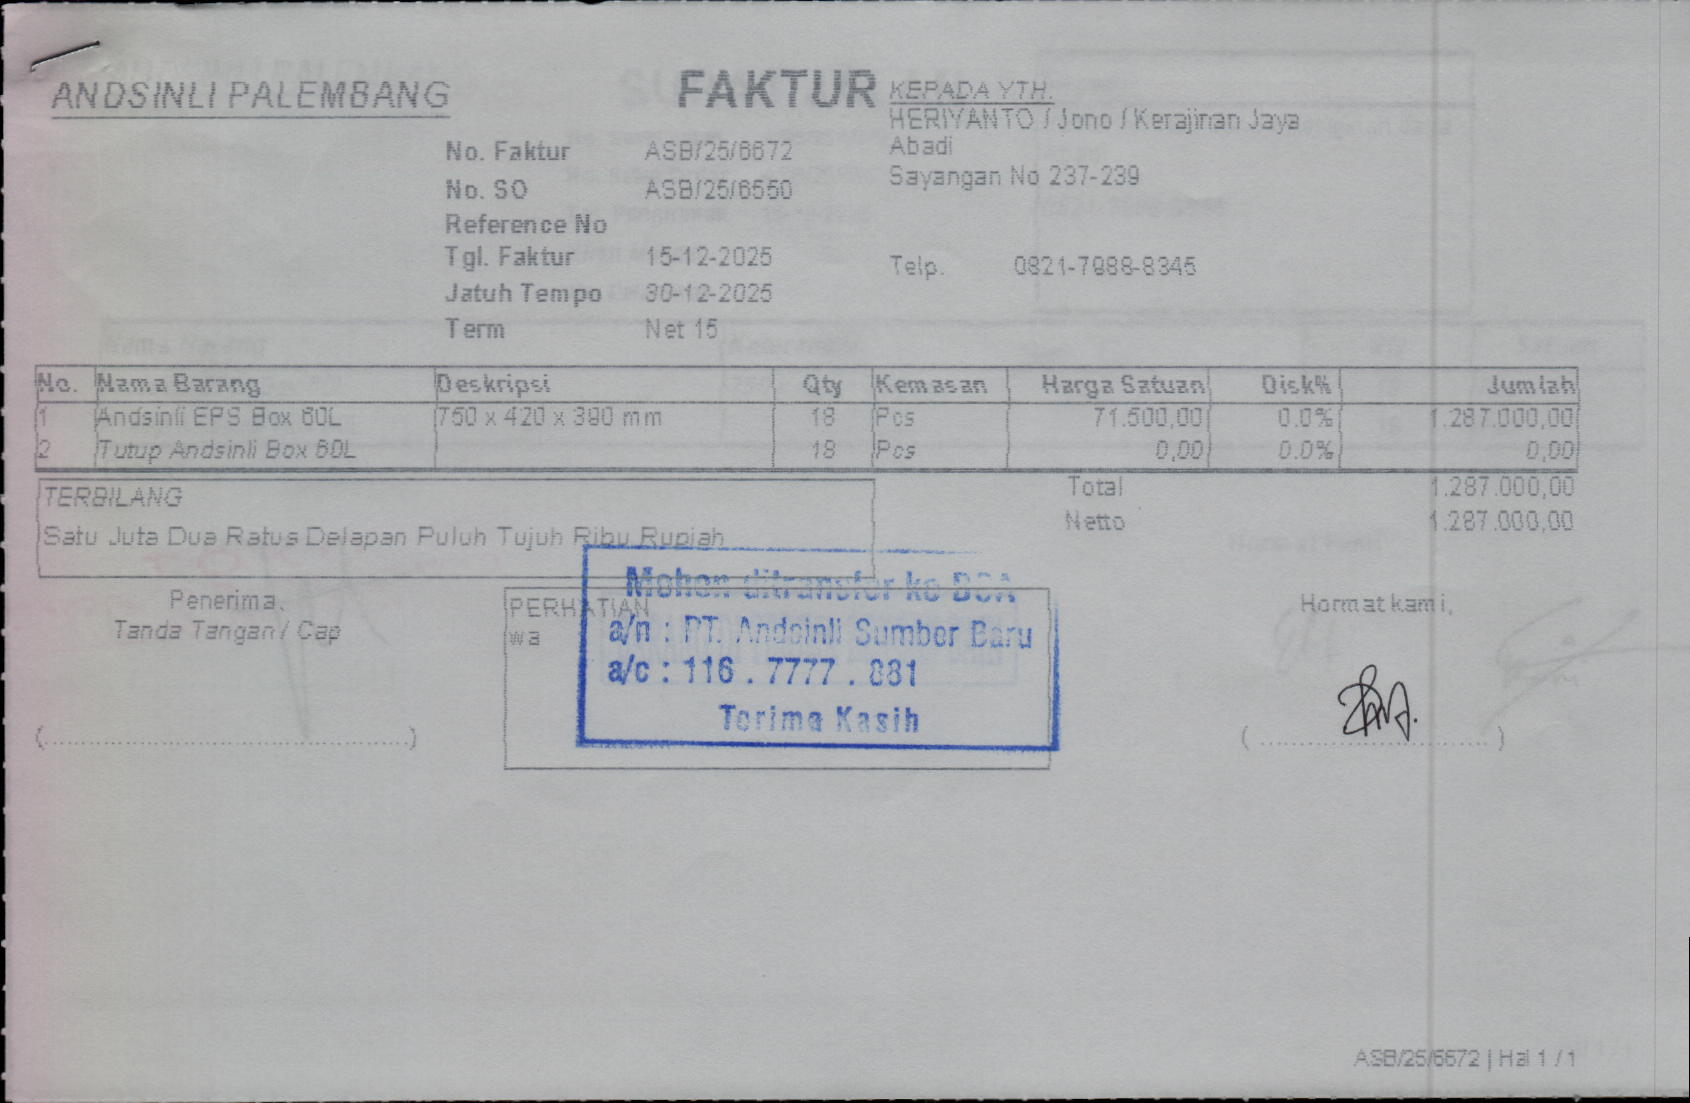 ANDSINLI PALEMBANG
FAKTUR
KEPADA YTH.
HERIYANTO / Jono / Kerajinan Jaya
Abadi
Sayangan No 237-239
Telp. 0821-7988-8345
No. Faktur ASB/25/6672
No. SO ASB/25/6550
Reference No
Tgl. Faktur 15-12-2025
Jatuh Tempo 30-12-2025
Term Net 15
No. Nama Barang Deskripsi Qty Kemasan Harga Satuan Disk% Jumlah
1 Andsinli EPS Box 60L 750 x 420 x 390 mm 18 Pcs 71.500,00 0.0% 1.287.000,00
2 Tutup Andsinli Box 60L 18 Pcs 0,00 0.0% 0,00
Total 1.287.000,00
Netto 1.287.000,00
TERBILANG
Satu Juta Dua Ratus Delapan Puluh Tujuh Ribu Rupiah
Penerima,
Tanda Tangan / Cap
(..........................................)
PERHATIAN
wa
Mohon ditransfer ke BCA
a/n : PT. Andsinli Sumber Baru
a/c : 116 . 7777 . 881
Terima Kasih
Hormat kami,
( ............................... )
ASB/25/6672 | Hal 1 / 1